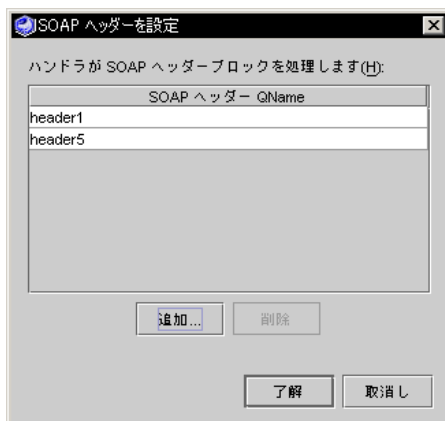 SOAP ヘッダーを設定
ハンドラが SOAP ヘッダーブロックを処理します(H):
SOAP ヘッダー QName
header1
header5
追加... 削除
了解 取消し